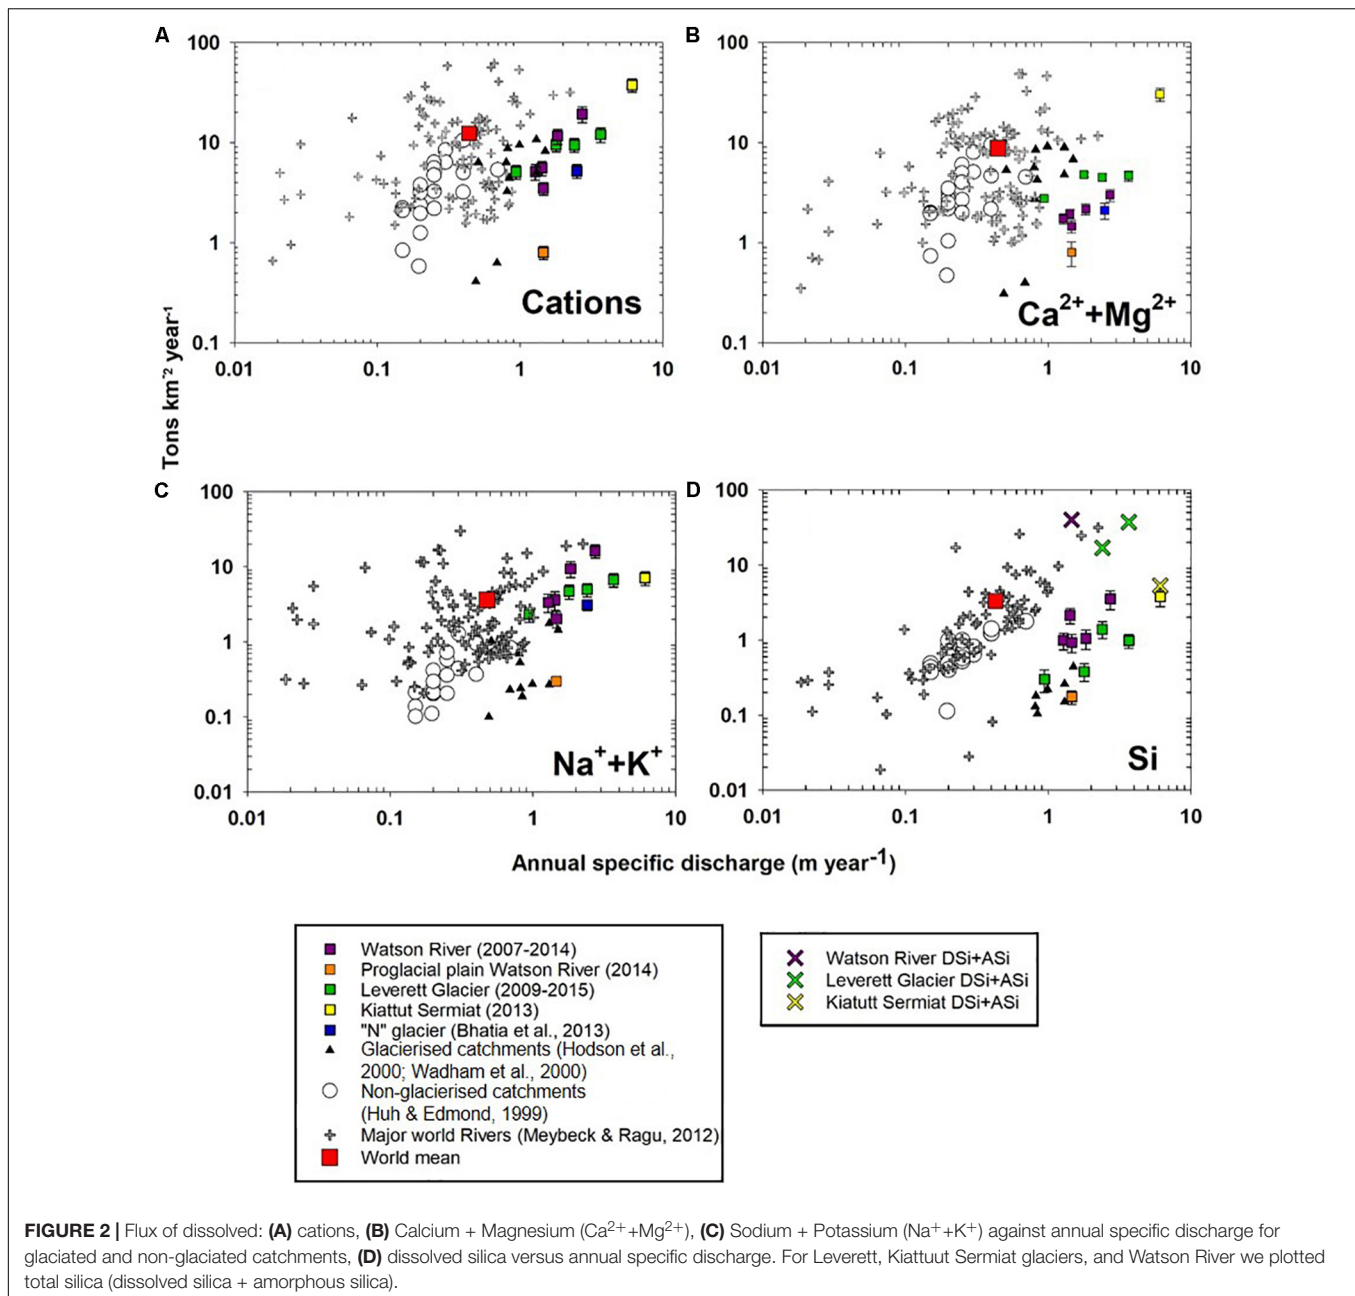 A
B
100
10
1
0.1
Cations
0.01 0.1 1 10
100
10
1
0.1
Ca2++Mg2+
0.01 0.1 1 10
Tons km-2 year-1
C
D
100
10
1
0.1
0.01
Na++K+
0.01 0.1 1 10
100
10
1
0.1
0.01
Si
0.01 0.1 1 10
Annual specific discharge (m year-1)
Watson River (2007-2014)
Proglacial plain Watson River (2014)
Leverett Glacier (2009-2015)
Kiattut Sermiat (2013)
"N" glacier (Bhatia et al., 2013)
Glacierised catchments (Hodson et al.,
2000; Wadham et al., 2000)
Non-glacierised catchments
(Huh & Edmond, 1999)
Major world Rivers (Meybeck & Ragu, 2012)
World mean
Watson River DSi+ASi
Leverett Glacier DSi+ASi
Kiatutt Sermiat DSi+ASi
FIGURE 2 | Flux of dissolved: (A) cations, (B) Calcium + Magnesium (Ca2++Mg2+), (C) Sodium + Potassium (Na++K+) against annual specific discharge for
glaciated and non-glaciated catchments, (D) dissolved silica versus annual specific discharge. For Leverett, Kiattuut Sermiat glaciers, and Watson River we plotted
total silica (dissolved silica + amorphous silica).